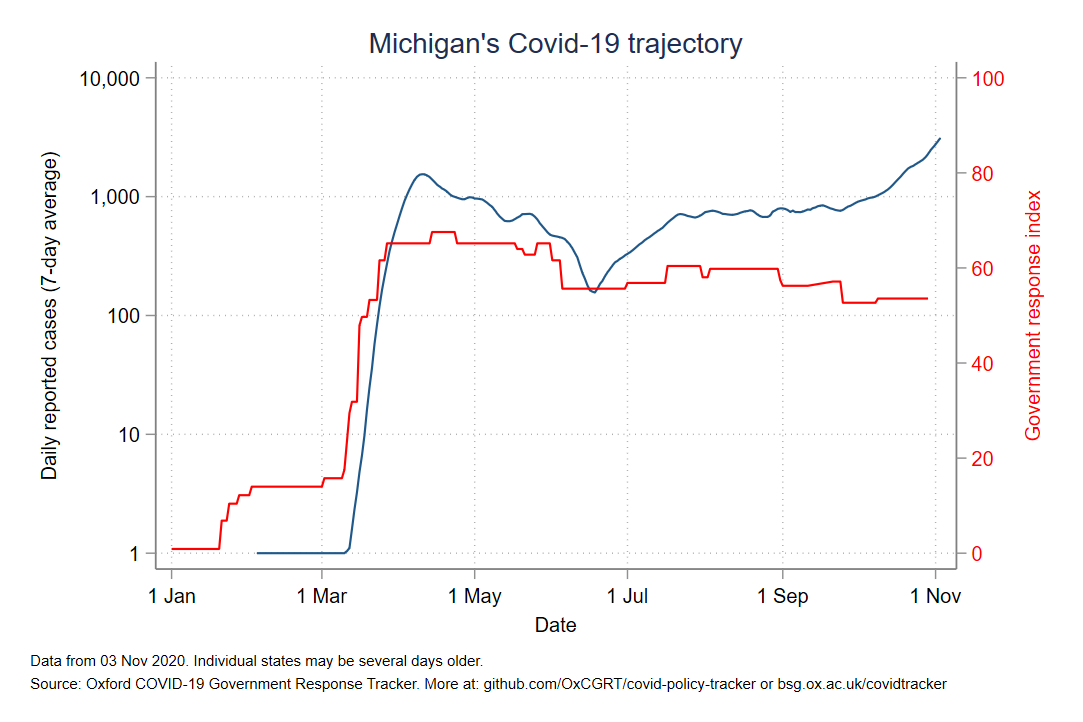 Michigan's Covid-19 trajectory
10,000
1,000
100
10
1
Daily reported cases (7-day average)
100
80
60
40
20
0
Government response index
1 Jan 1 Mar 1 May 1 Jul 1 Sep 1 Nov
Date
Data from 03 Nov 2020. Individual states may be several days older.
Source: Oxford COVID-19 Government Response Tracker. More at: github.com/OxCGRT/covid-policy-tracker or bsg.ox.ac.uk/covidtracker